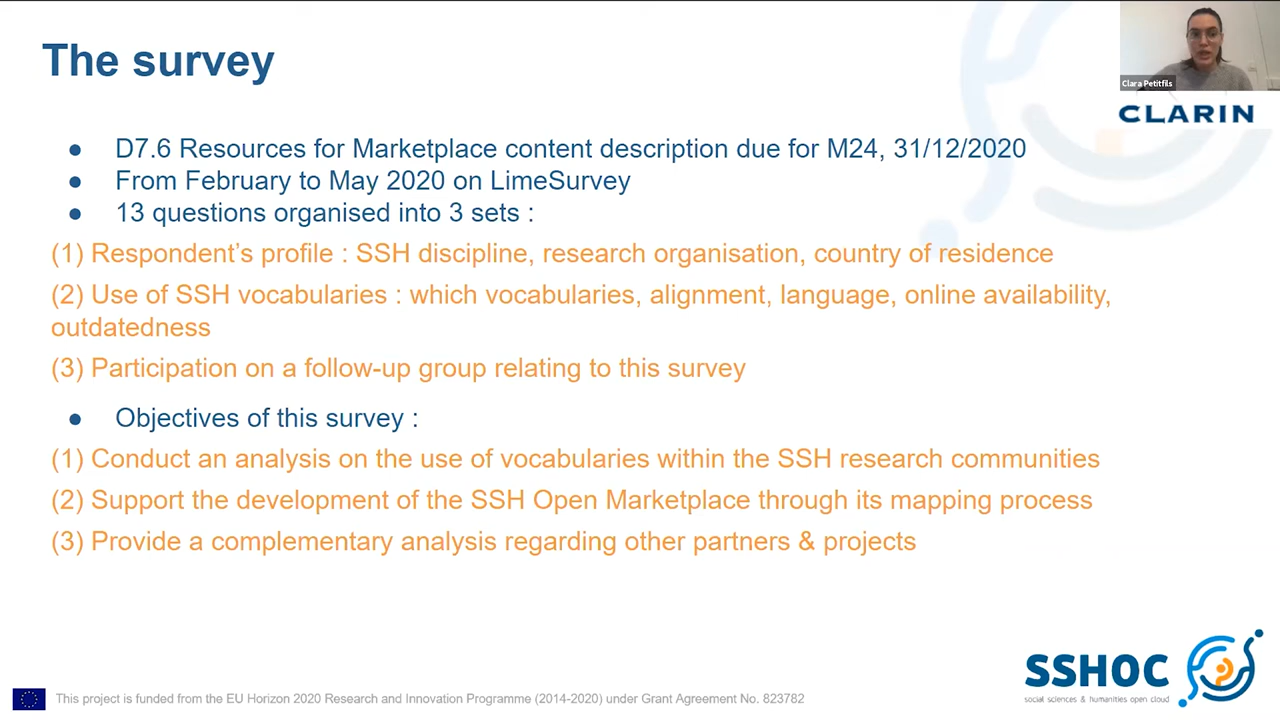 The survey
Clara Petitfils
CLARIN
● D7.6 Resources for Marketplace content description due for M24, 31/12/2020
● From February to May 2020 on LimeSurvey
● 13 questions organised into 3 sets :
(1) Respondent’s profile : SSH discipline, research organisation, country of residence
(2) Use of SSH vocabularies : which vocabularies, alignment, language, online availability,
outdatedness
(3) Participation on a follow-up group relating to this survey
● Objectives of this survey :
(1) Conduct an analysis on the use of vocabularies within the SSH research communities
(2) Support the development of the SSH Open Marketplace through its mapping process
(3) Provide a complementary analysis regarding other partners & projects
SSHOC
social sciences & humanities open cloud
This project is funded from the EU Horizon 2020 Research and Innovation Programme (2014-2020) under Grant Agreement No. 823782